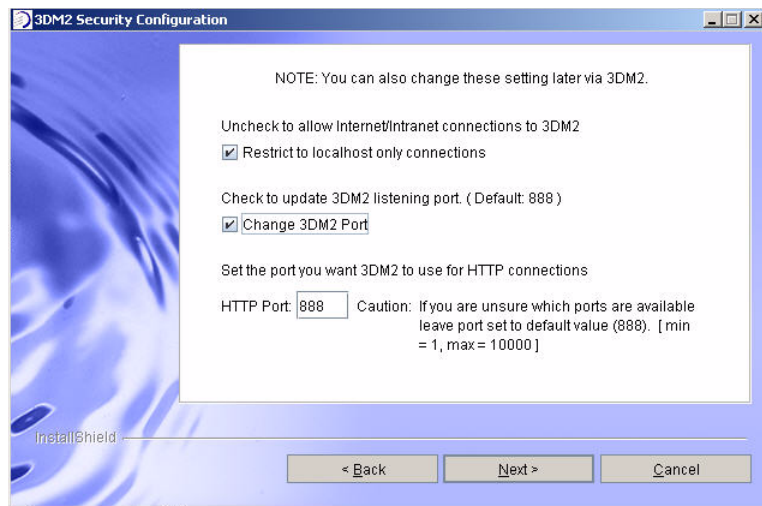 3DM2 Security Configuration
NOTE: You can also change these setting later via 3DM2.
Uncheck to allow Internet/Intranet connections to 3DM2
Restrict to localhost only connections
Check to update 3DM2 listening port. ( Default: 888 )
Change 3DM2 Port
Set the port you want 3DM2 to use for HTTP connections
HTTP Port: 888 Caution: If you are unsure which ports are available
leave port set to default value (888). [ min
= 1, max = 10000 ]
InstallShield
< Back Next > Cancel